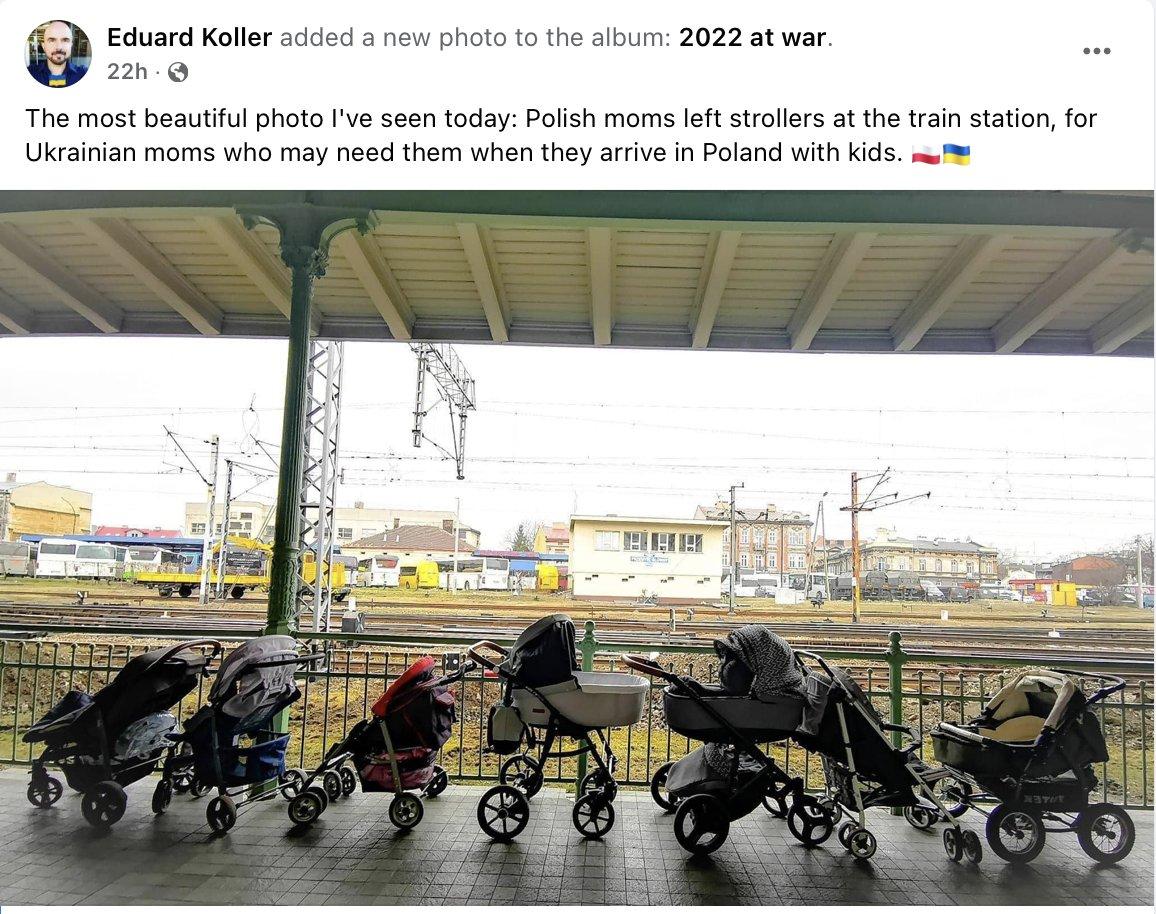 Eduard Koller added a new photo to the album: 2022 at war.
22h ·
The most beautiful photo I've seen today: Polish moms left strollers at the train station, for
Ukrainian moms who may need them when they arrive in Poland with kids. 🇵🇱🇺🇦